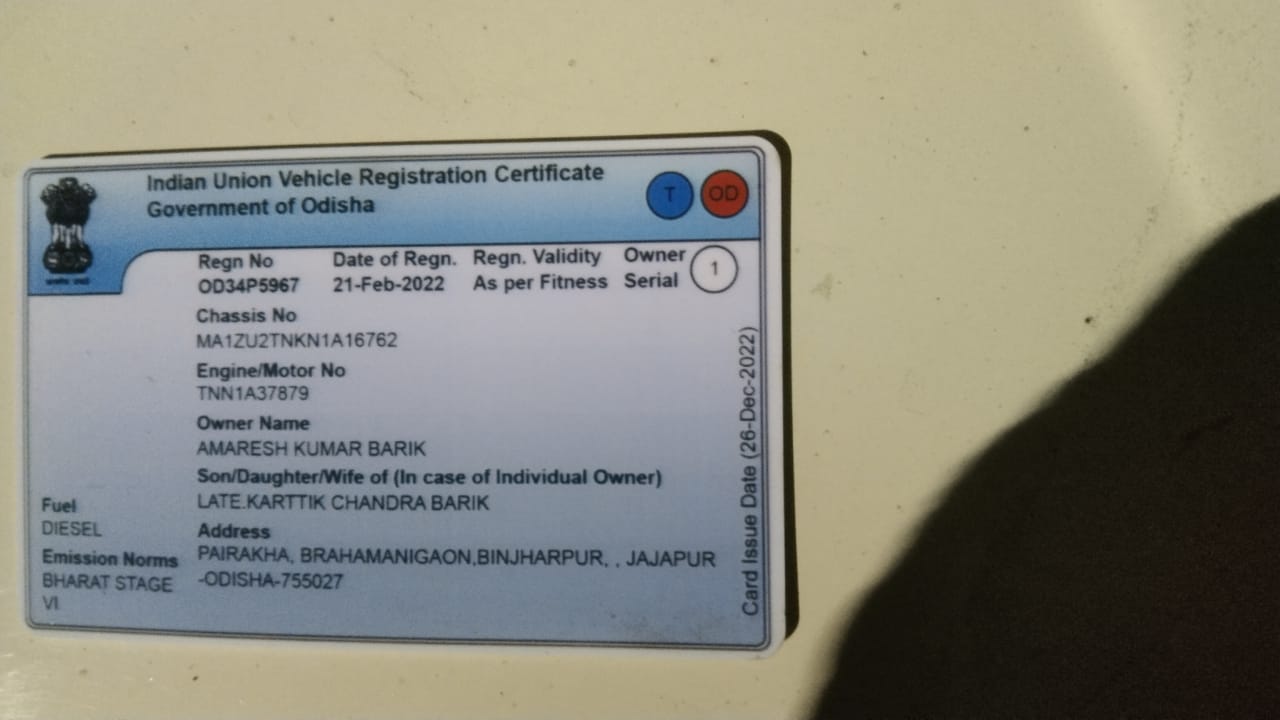 Indian Union Vehicle Registration Certificate
Government of Odisha
T OD
Regn No Date of Regn. Regn. Validity Owner Serial 1
OD34P5967 21-Feb-2022 As per Fitness
Chassis No
MA1ZU2TNKN1A16762
Engine/Motor No
TNN1A37879
Owner Name
AMARESH KUMAR BARIK
Son/Daughter/Wife of (In case of Individual Owner)
LATE.KARTTIK CHANDRA BARIK
Fuel
DIESEL
Address
PAIRAKHA, BRAHAMANIGAON,BINJHARPUR, , JAJAPUR
-ODISHA-755027
Emission Norms
BHARAT STAGE
VI
Card Issue Date (26-Dec-2022)